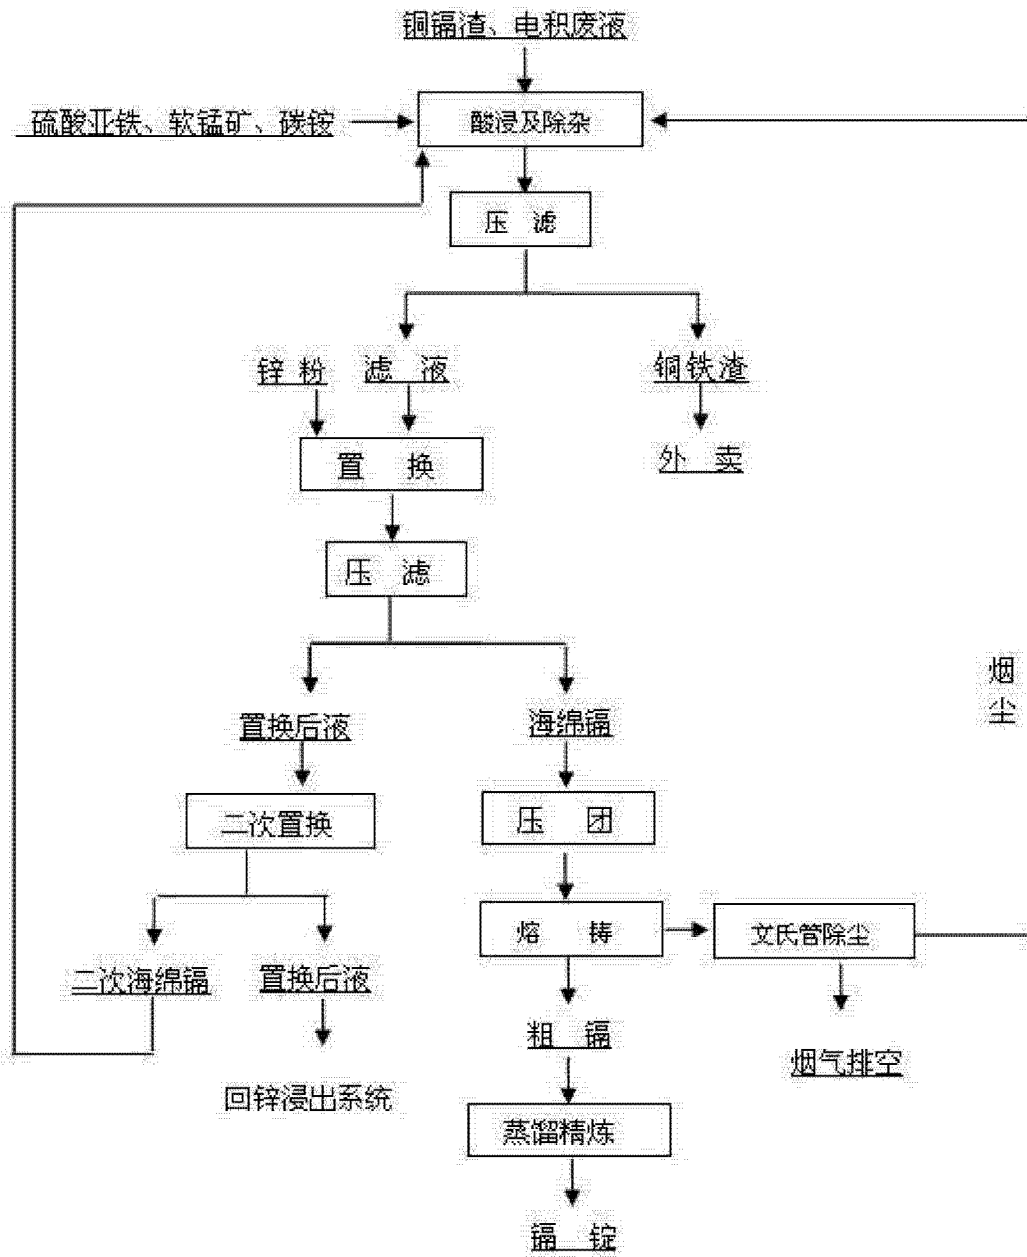 铜镉渣、电积废液
硫酸亚铁、软锰矿、碳铵
酸浸及除杂
压 滤
锌 粉
滤 液
铜铁渣
置 换
外 卖
压 滤
烟
尘
置换后液
海绵镉
二次置换
压 团
熔 铸
文氏管除尘
二次海绵镉
置换后液
粗 镉
烟气排空
回锌浸出系统
蒸馏精炼
镉 锭